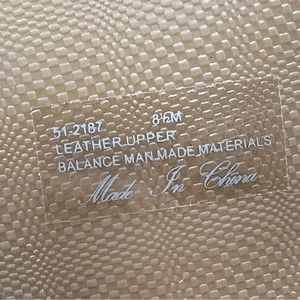 51-2187 8½M
LEATHER UPPER
BALANCE MAN.MADE.MATERIALS
Made In China